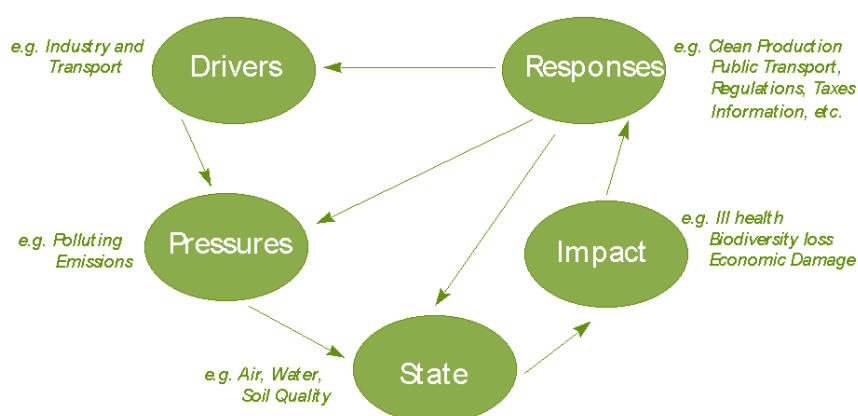 e.g. Industry and
Transport
Drivers
Responses
e.g. Clean Production
Public Transport,
Regulations, Taxes
Information, etc.
e.g. Polluting
Emissions
Pressures
Impact
e.g. Ill health
Biodiversity loss
Economic Damage
e.g. Air, Water,
Soil Quality
State